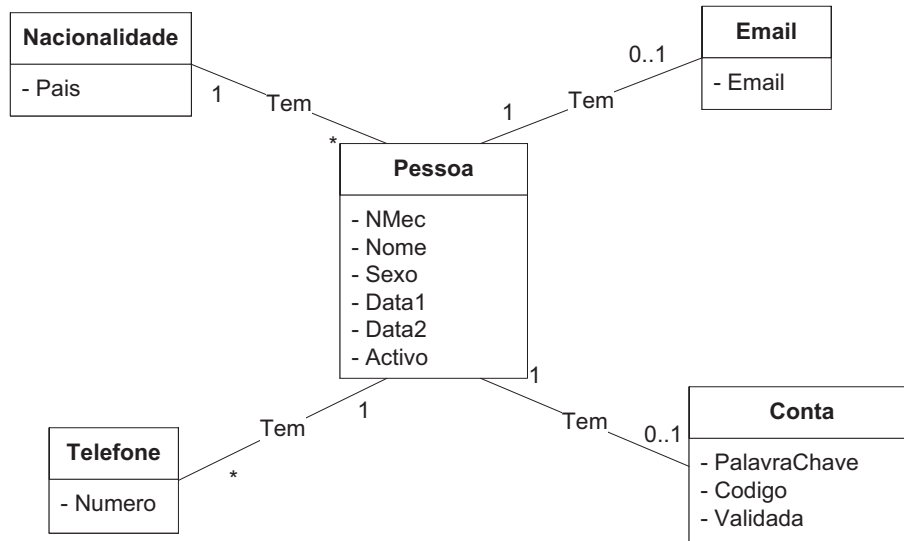 Nacionalidade
- Pais
1
Tem
*
Email
- Email
0..1
Tem
1
Pessoa
- NMec
- Nome
- Sexo
- Data1
- Data2
- Activo
1
Tem
*
Telefone
- Numero
1
Tem
0..1
Conta
- PalavraChave
- Codigo
- Validada